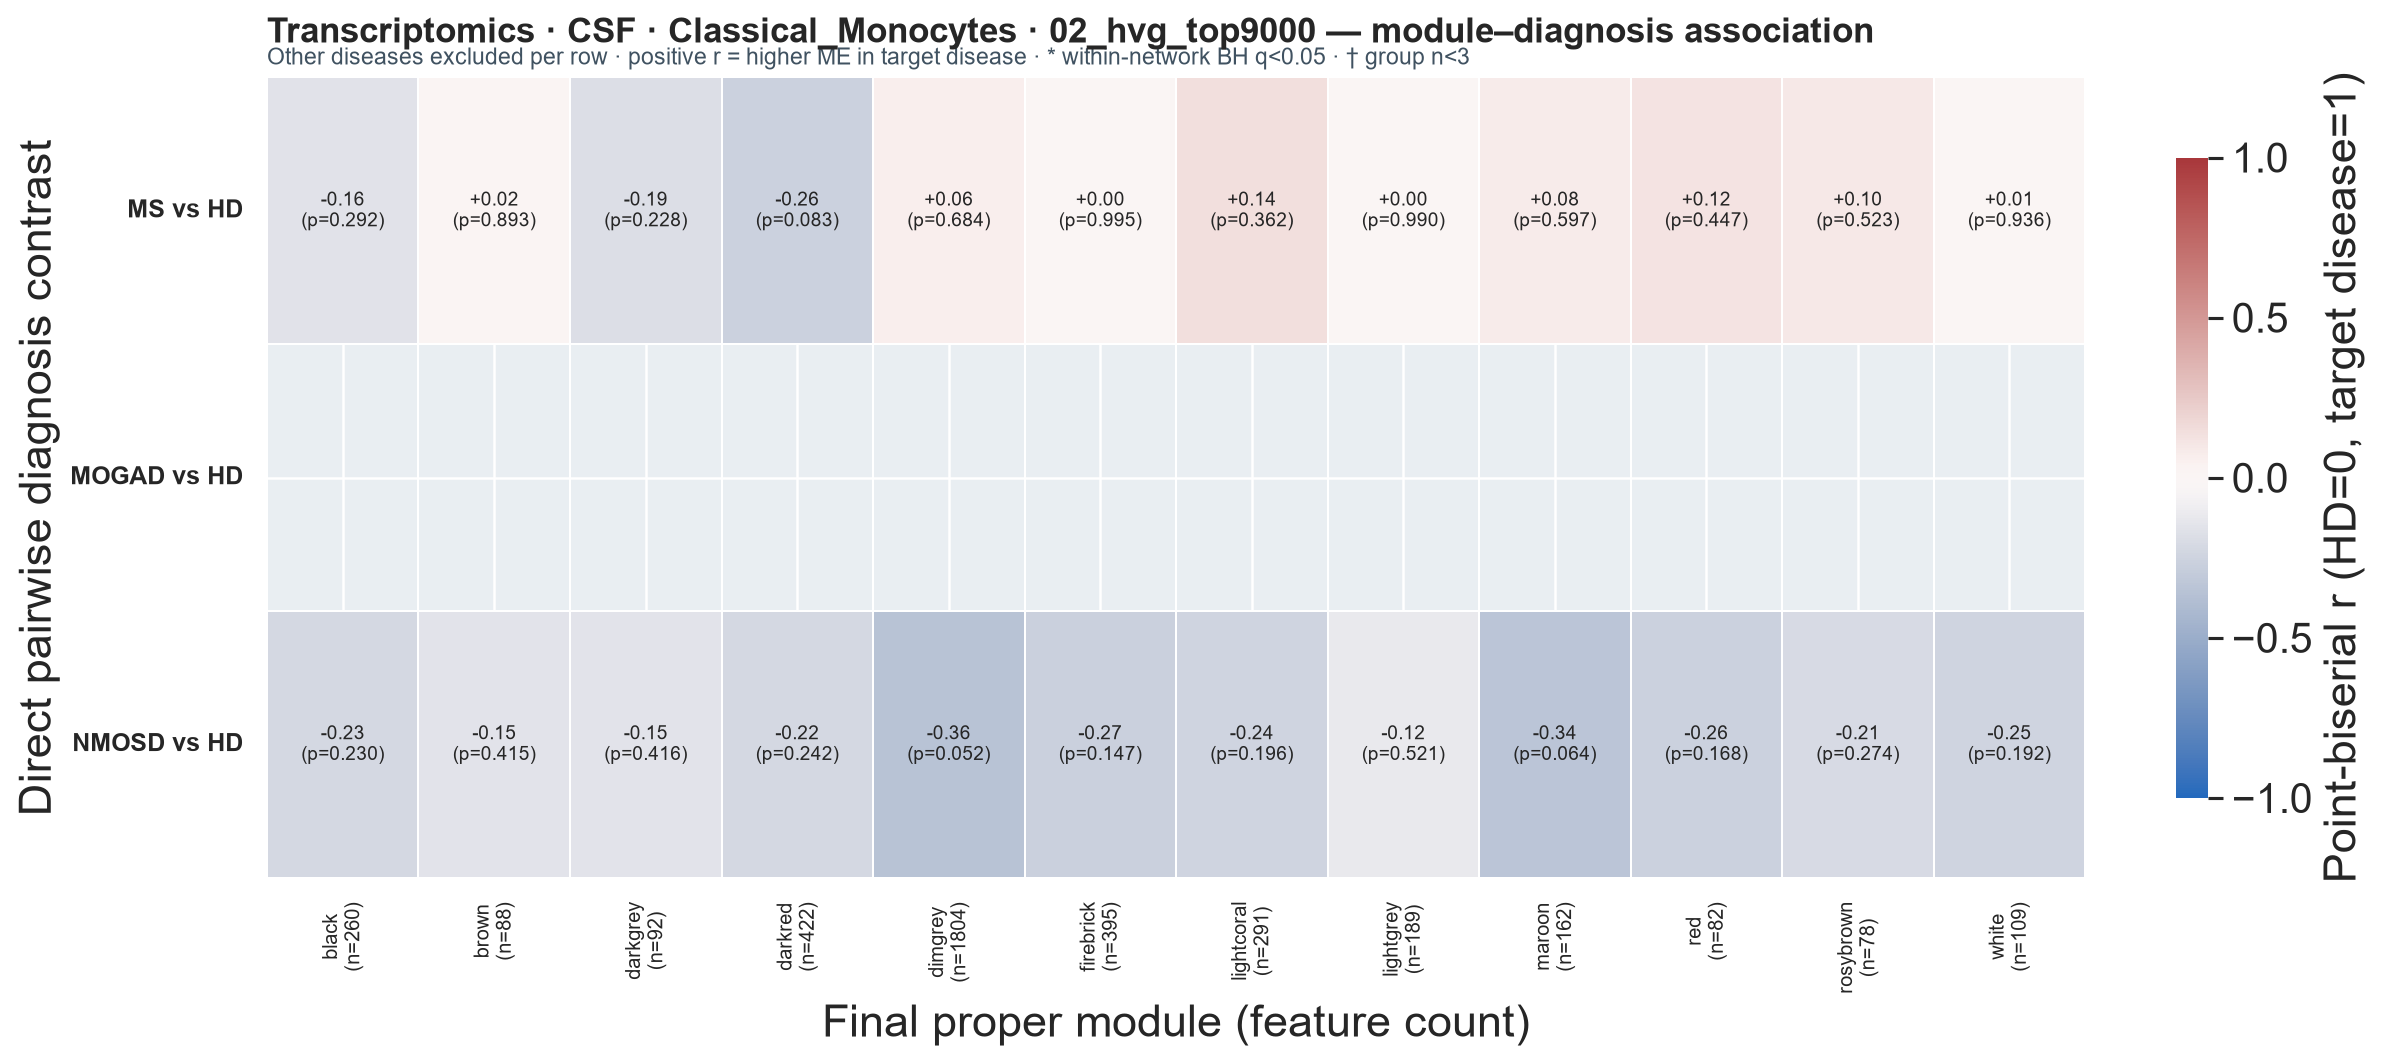 Transcriptomics · CSF · Classical_Monocytes · 02_hvg_top9000 — module–diagnosis association
Other diseases excluded per row · positive r = higher ME in target disease · * within-network BH q<0.05 · † group n<3
Direct pairwise diagnosis contrast
MS vs HD
-0.16
(p=0.292)
+0.02
(p=0.893)
-0.19
(p=0.228)
-0.26
(p=0.083)
+0.06
(p=0.684)
+0.00
(p=0.995)
+0.14
(p=0.362)
+0.00
(p=0.990)
+0.08
(p=0.597)
+0.12
(p=0.447)
+0.10
(p=0.523)
+0.01
(p=0.936)
MOGAD vs HD
NMOSD vs HD
-0.23
(p=0.230)
-0.15
(p=0.415)
-0.15
(p=0.416)
-0.22
(p=0.242)
-0.36
(p=0.052)
-0.27
(p=0.147)
-0.24
(p=0.196)
-0.12
(p=0.521)
-0.34
(p=0.064)
-0.26
(p=0.168)
-0.21
(p=0.274)
-0.25
(p=0.192)
black
(n=260)
brown
(n=88)
darkgrey
(n=92)
darkred
(n=422)
dimgrey
(n=1804)
firebrick
(n=395)
lightcoral
(n=291)
lightgrey
(n=189)
maroon
(n=162)
red
(n=82)
rosybrown
(n=78)
white
(n=109)
Final proper module (feature count)
1.0
0.5
0.0
−0.5
−1.0
Point-biserial r (HD=0, target disease=1)